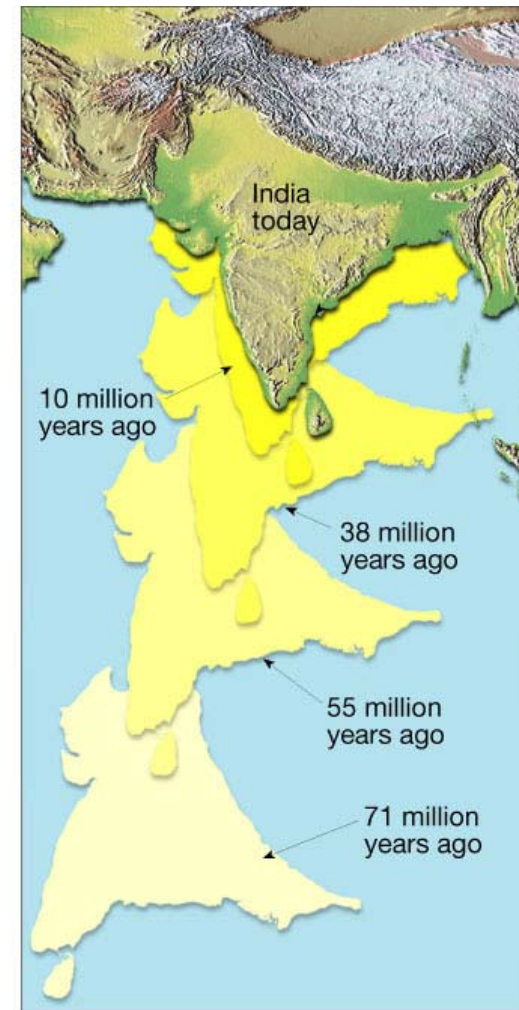 India
today
10 million
years ago
38 million
years ago
55 million
years ago
71 million
years ago